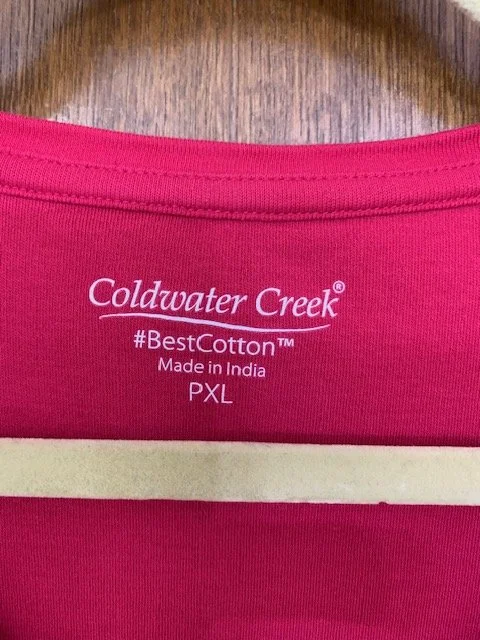 Coldwater Creek®
#BestCotton™
Made in India
PXL